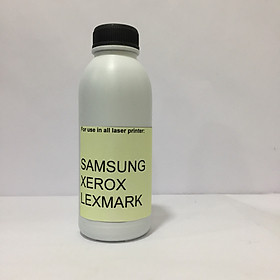 For use in all laser printer:
SAMSUNG
XEROX
LEXMARK